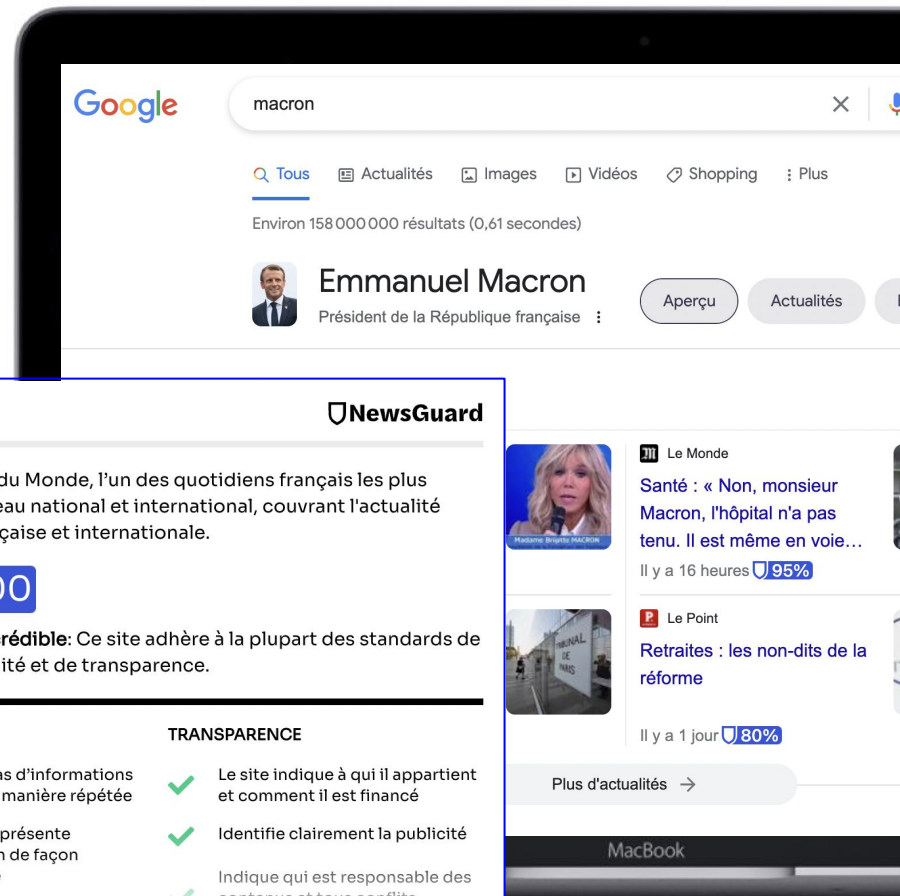 Google
macron
Tous Actualités Images Vidéos Shopping Plus
Environ 158 000 000 résultats (0,61 secondes)
Emmanuel Macron
Président de la République française
Aperçu Actualités
NewsGuard
du Monde, l'un des quotidiens français les plus
eau national et international, couvrant l'actualité
çaise et internationale.
00
rédible: Ce site adhère à la plupart des standards de
ité et de transparence.
TRANSPARENCE
as d'informations
manière répétée
présente
n de façon
Le site indique à qui il appartient
et comment il est financé
Identifie clairement la publicité
Indique qui est responsable des
Madame Brigitte MACRON
Le Monde
Santé : « Non, monsieur
Macron, l'hôpital n'a pas
tenu. Il est même en voie…
Il y a 16 heures 95%
TRIBUNAL
DE
PARIS
Le Point
Retraites : les non-dits de la
réforme
Il y a 1 jour 80%
Plus d'actualités
MacBook